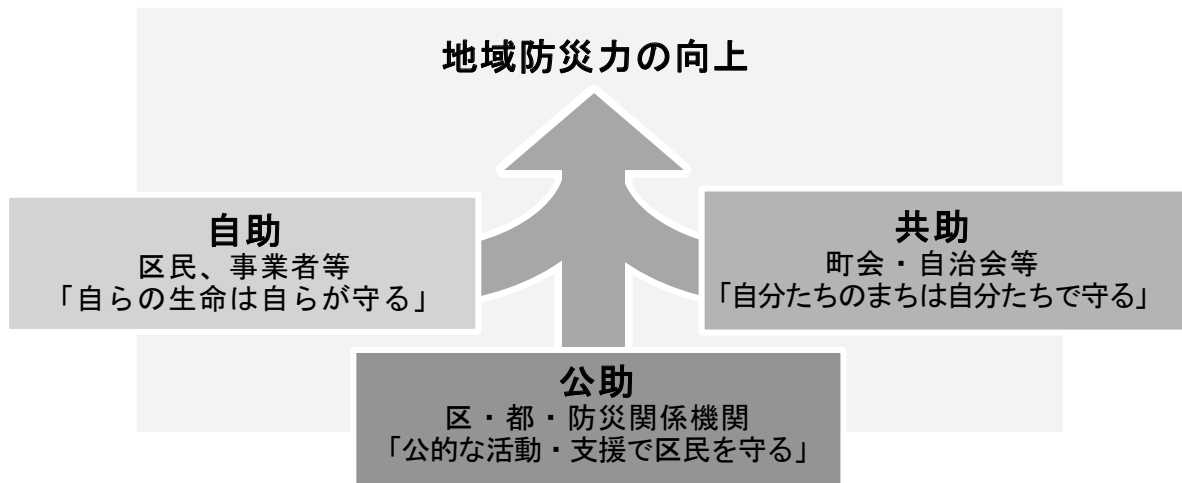 地域防災力の向上
自助
区民、事業者等
「自らの生命は自らが守る」
共助
町会・自治会等
「自分たちのまちは自分たちで守る」
公助
区・都・防災関係機関
「公的な活動・支援で区民を守る」